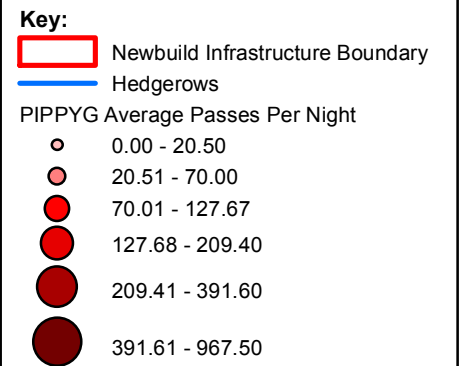 Key:
Newbuild Infrastructure Boundary
Hedgerows
PIPPYG Average Passes Per Night
0.00 - 20.50
20.51 - 70.00
70.01 - 127.67
127.68 - 209.40
209.41 - 391.60
391.61 - 967.50